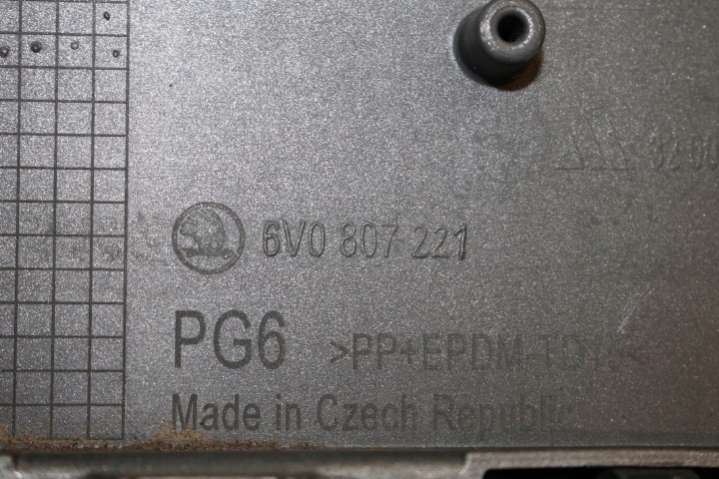 6V0 807 221
PG6 >PP+EPDM-
Made in Czech Republic